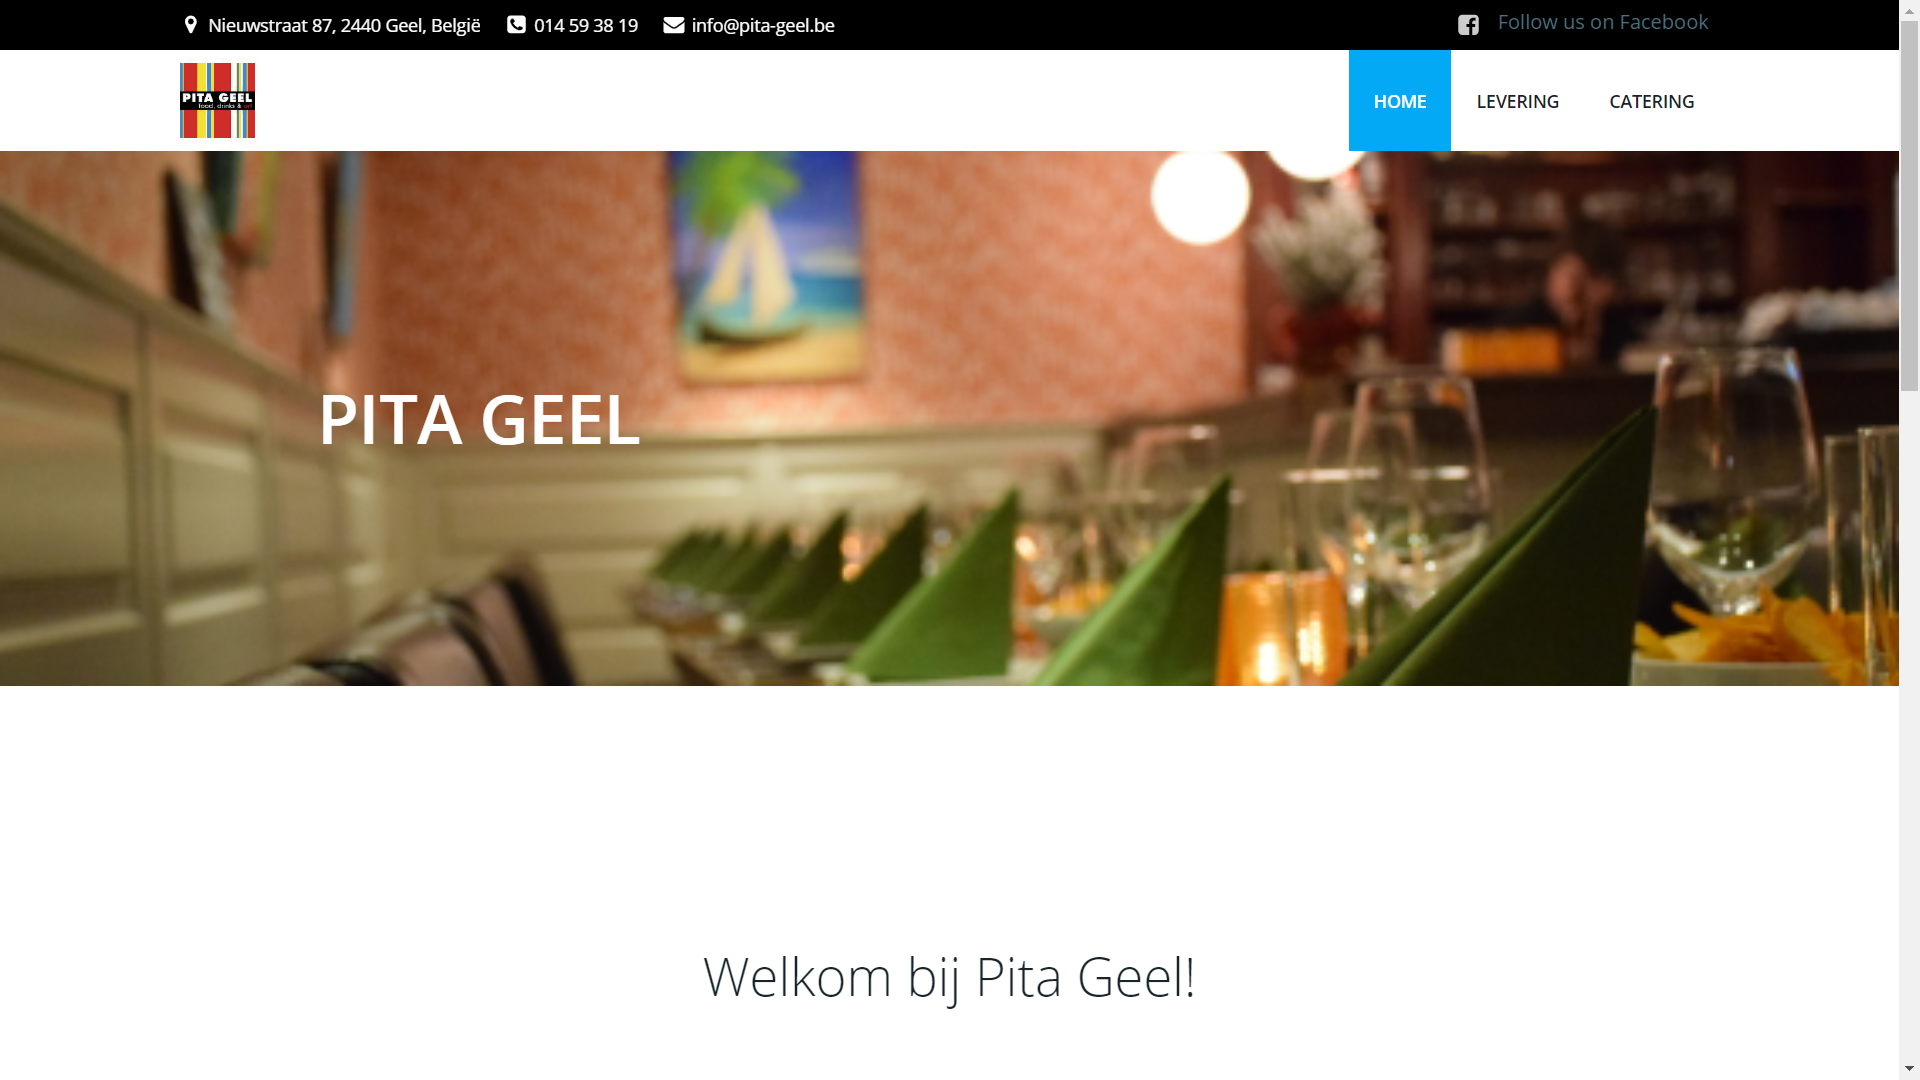 Nieuwstraat 87, 2440 Geel, België 014 59 38 19 info@pita-geel.be Follow us on Facebook
PITA GEEL
food, drinks & art
HOME LEVERING CATERING
PITA GEEL
Welkom bij Pita Geel!